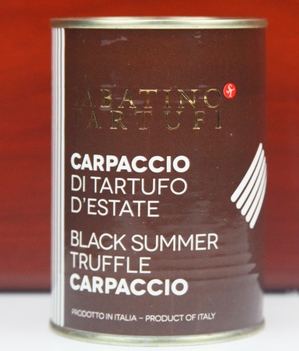 SABATINO
TARTUFI
CARPACCIO
DI TARTUFO
D'ESTATE
BLACK SUMMER
TRUFFLE
CARPACCIO
PRODOTTO IN ITALIA - PRODUCT OF ITALY